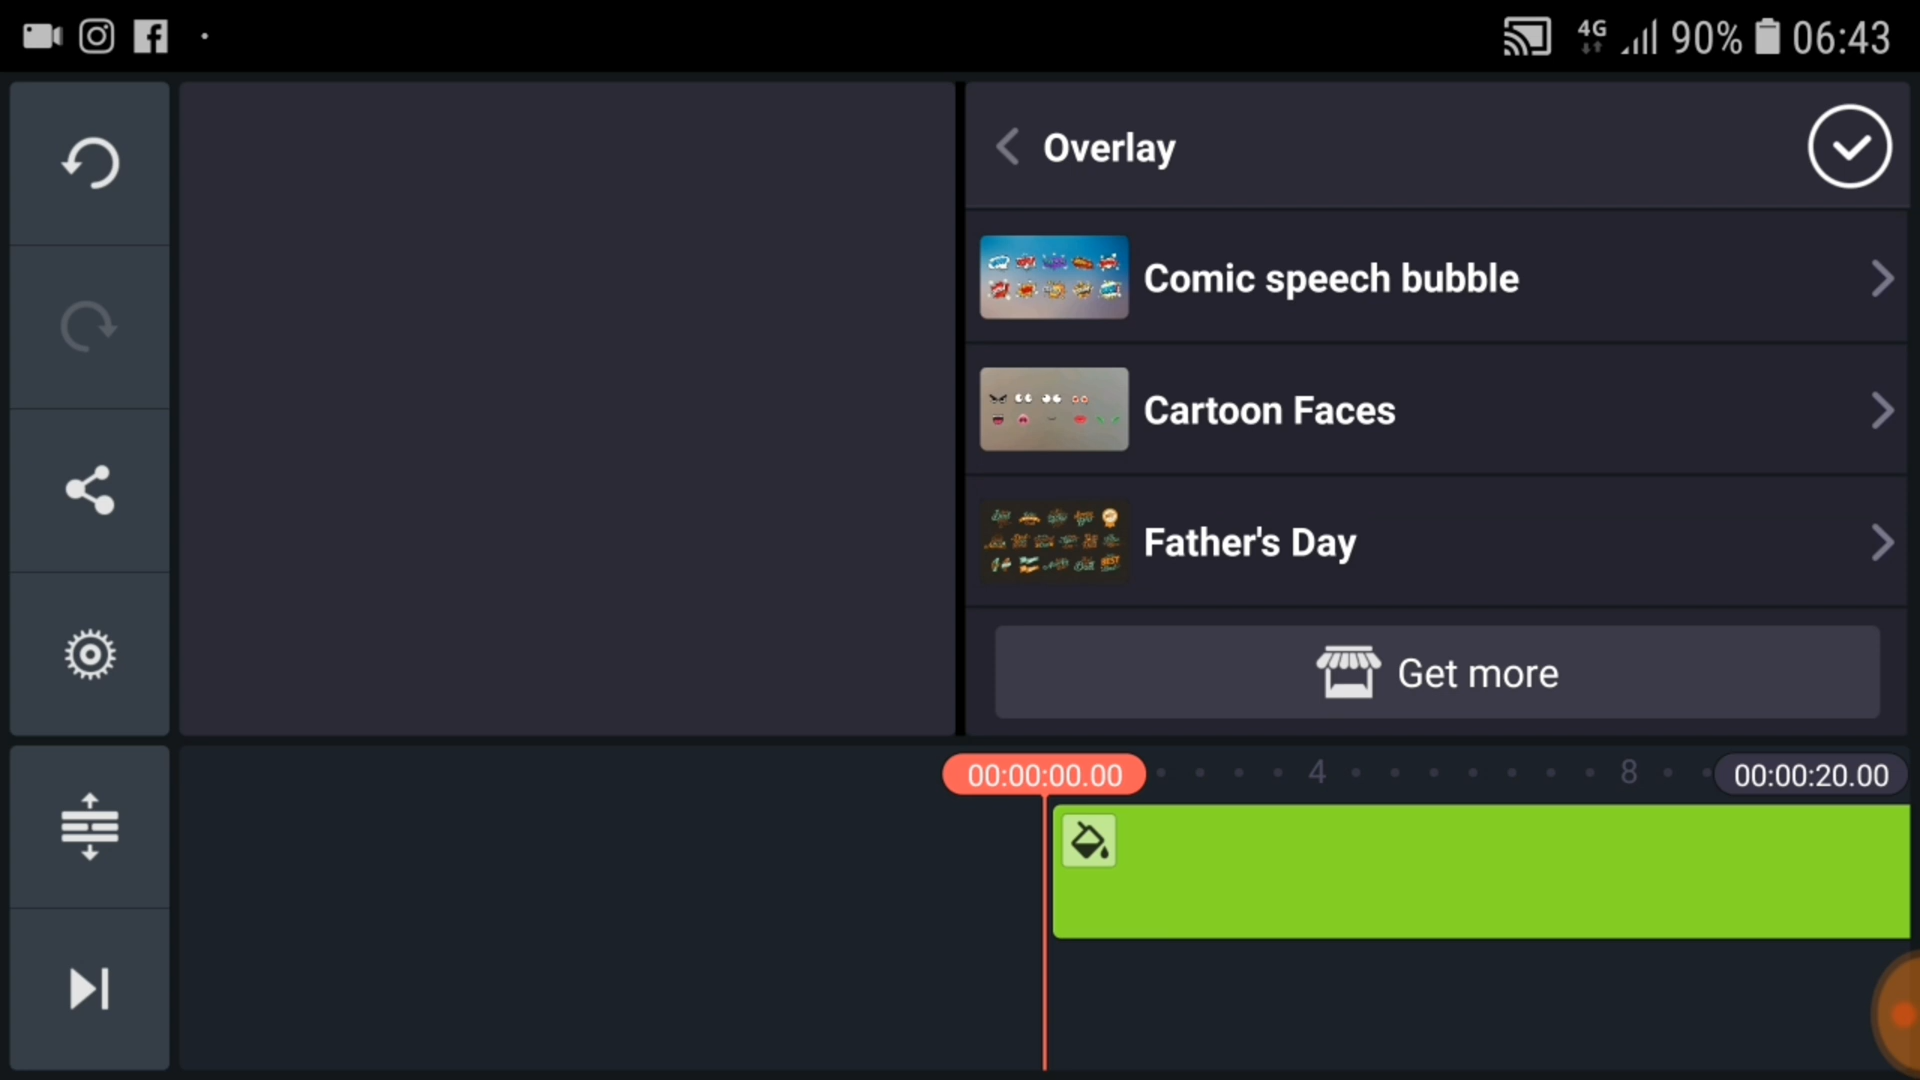 4G 90% 06:43
Overlay
Comic speech bubble
Cartoon Faces
Father's Day
Get more
00:00:00.00 4 8 00:00:20.00